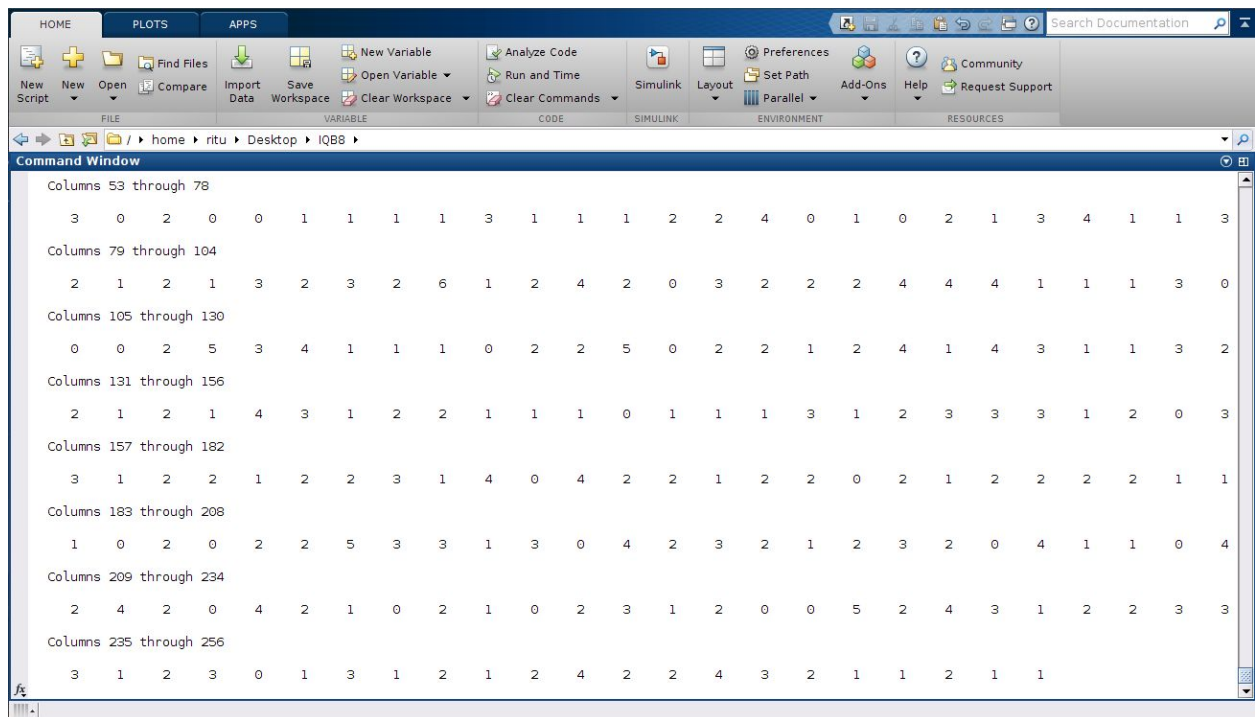 HOME PLOTS APPS Search Documentation
New Script New Open Find Files Compare Import Data Save Workspace New Variable Open Variable Clear Workspace Analyze Code Run and Time Clear Commands Simulink Layout Preferences Set Path Parallel Add-Ons Help Community Request Support
FILE VARIABLE CODE SIMULINK ENVIRONMENT RESOURCES
/ home ritu Desktop IQB8
Command Window
Columns 53 through 78
3 0 2 0 0 1 1 1 1 3 1 1 1 2 2 4 0 1 0 2 1 3 4 1 1 3
Columns 79 through 104
2 1 2 1 3 2 3 2 6 1 2 4 2 0 3 2 2 2 4 4 4 1 1 1 3 0
Columns 105 through 130
0 0 2 5 3 4 1 1 1 0 2 2 5 0 2 2 1 2 4 1 4 3 1 1 3 2
Columns 131 through 156
2 1 2 1 4 3 1 2 2 1 1 1 0 1 1 1 3 1 2 3 3 3 1 2 0 3
Columns 157 through 182
3 1 2 2 1 2 2 3 1 4 0 4 2 2 1 2 2 0 2 1 2 2 2 2 1 1
Columns 183 through 208
1 0 2 0 2 2 5 3 3 1 3 0 4 2 3 2 1 2 3 2 0 4 1 1 0 4
Columns 209 through 234
2 4 2 0 4 2 1 0 2 1 0 2 3 1 2 0 0 5 2 4 3 1 2 2 3 3
Columns 235 through 256
3 1 2 3 0 1 3 1 2 1 2 4 2 2 4 3 2 1 1 2 1 1
fx